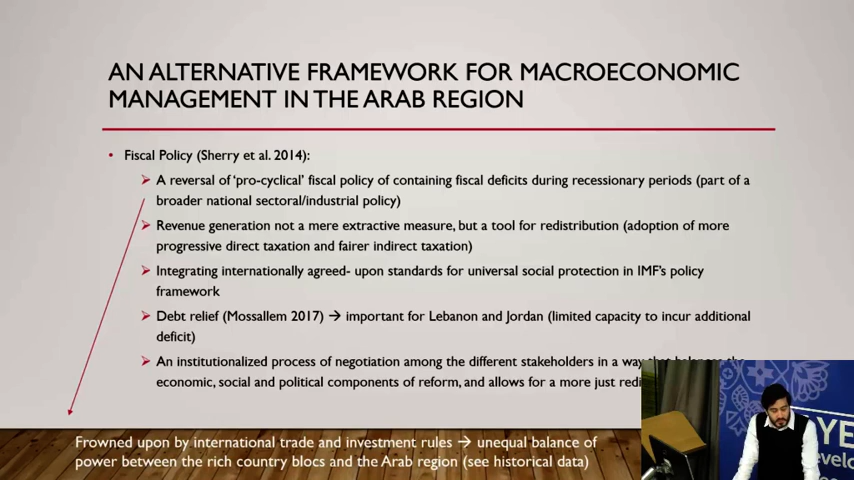 AN ALTERNATIVE FRAMEWORK FOR MACROECONOMIC
MANAGEMENT IN THE ARAB REGION
• Fiscal Policy (Sherry et al. 2014):
➢ A reversal of 'pro-cyclical' fiscal policy of containing fiscal deficits during recessionary periods (part of a
broader national sectoral/industrial policy)
➢ Revenue generation not a mere extractive measure, but a tool for redistribution (adoption of more
progressive direct taxation and fairer indirect taxation)
➢ Integrating internationally agreed- upon standards for universal social protection in IMF's policy
framework
➢ Debt relief (Mossallem 2017) → important for Lebanon and Jordan (limited capacity to incur additional
deficit)
➢ An institutionalized process of negotiation among the different stakeholders in a way that balances the
economic, social and political components of reform, and allows for a more just
Frowned upon by international trade and investment rules → unequal balance of
power between the rich country blocs and the Arab region (see historical data)